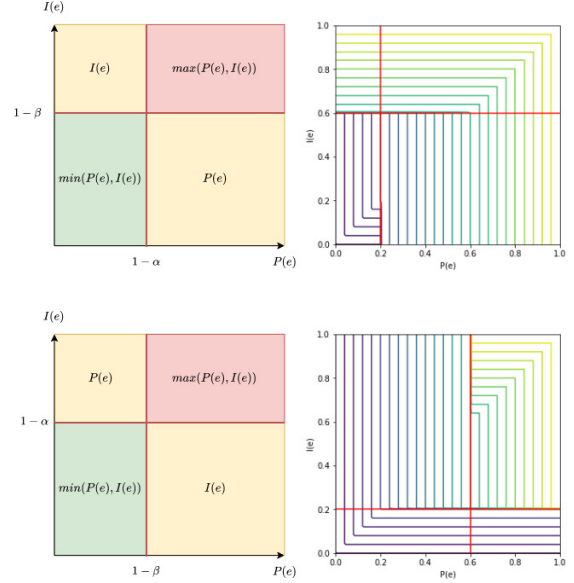 I(e)
I(e)
max(P(e), I(e))
1 − β
min(P(e), I(e))
P(e)
1 − α
P(e)
1.0
0.8
0.6
0.4
0.2
0.0
I(e)
0.0 0.2 0.4 0.6 0.8 1.0
P(e)
I(e)
P(e)
max(P(e), I(e))
1 − α
min(P(e), I(e))
I(e)
1 − β
P(e)
1.0
0.8
0.6
0.4
0.2
0.0
I(e)
0.0 0.2 0.4 0.6 0.8 1.0
P(e)